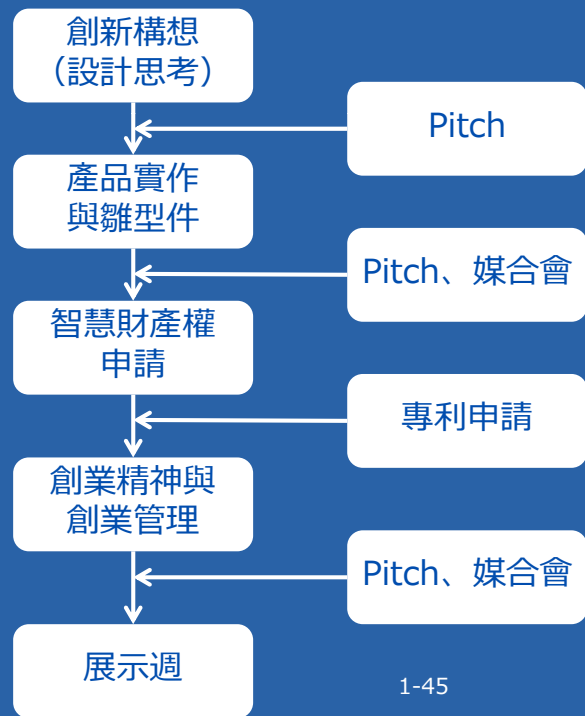 創新構想
（設計思考）
Pitch
產品實作
與雛型件
Pitch、媒合會
智慧財產權
申請
專利申請
創業精神與
創業管理
Pitch、媒合會
展示週
1-45